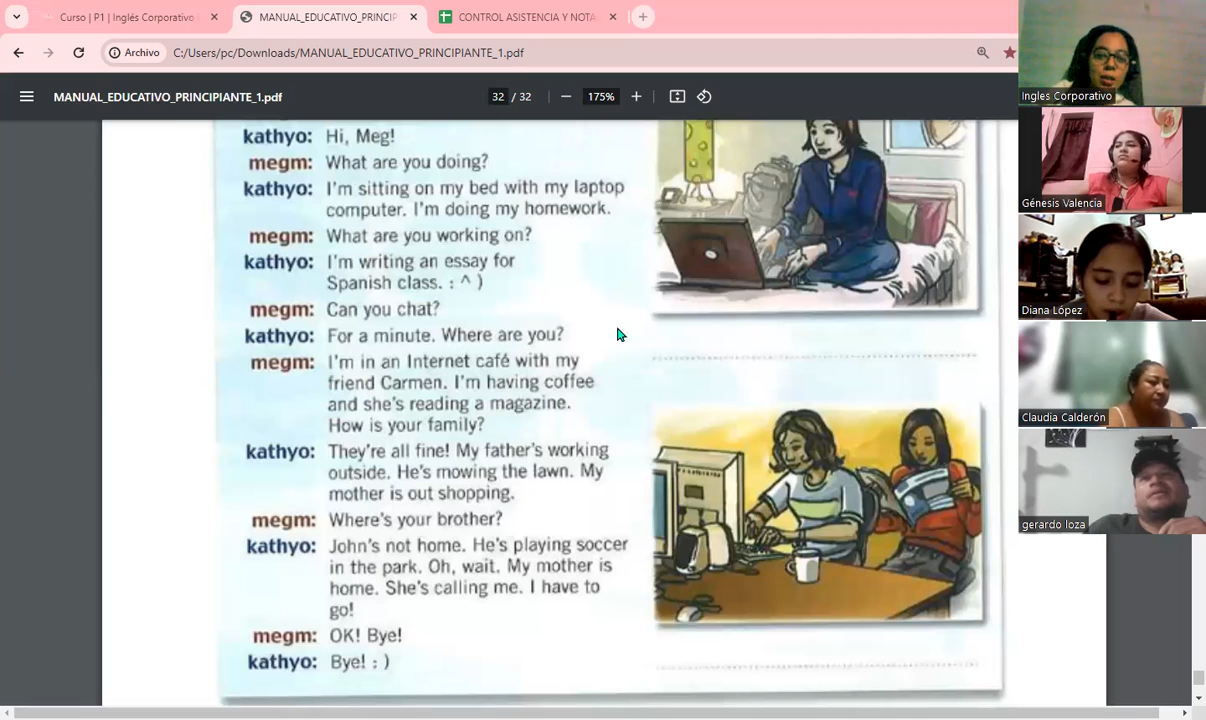 Curso | P1 | Inglés Corporativo
MANUAL_EDUCATIVO_PRINCIP
CONTROL ASISTENCIA Y NOTA
Archivo
C:/Users/pc/Downloads/MANUAL_EDUCATIVO_PRINCIPIANTE_1.pdf
MANUAL_EDUCATIVO_PRINCIPIANTE_1.pdf
32 / 32
175%
kathyo: Hi, Meg!
megm: What are you doing?
kathyo: I'm sitting on my bed with my laptop
computer. I'm doing my homework.
megm: What are you working on?
kathyo: I'm writing an essay for
Spanish class. : ^ )
megm: Can you chat?
kathyo: For a minute. Where are you?
megm: I'm in an Internet café with my
friend Carmen. I'm having coffee
and she's reading a magazine.
How is your family?
kathyo: They're all fine! My father's working
outside. He's mowing the lawn. My
mother is out shopping.
megm: Where's your brother?
kathyo: John's not home. He's playing soccer
in the park. Oh, wait. My mother is
home. She's calling me. I have to
go!
megm: OK! Bye!
kathyo: Bye! : )
Ingles Corporativo
Génesis Valencia
Diana López
Claudia Calderón
gerardo loza